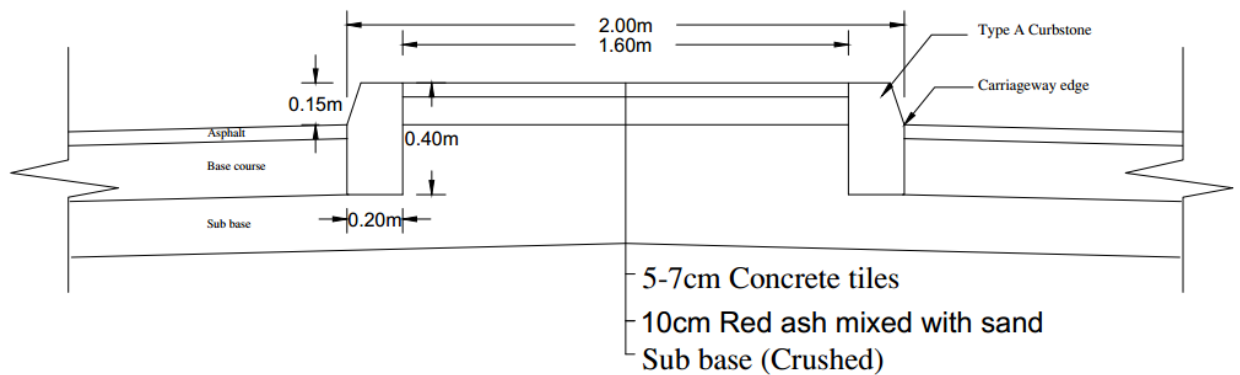 2.00m
1.60m
Type A Curbstone
Carriageway edge
0.15m
Asphalt
0.40m
Base course
Sub base
0.20m
5-7cm Concrete tiles
10cm Red ash mixed with sand
Sub base (Crushed)